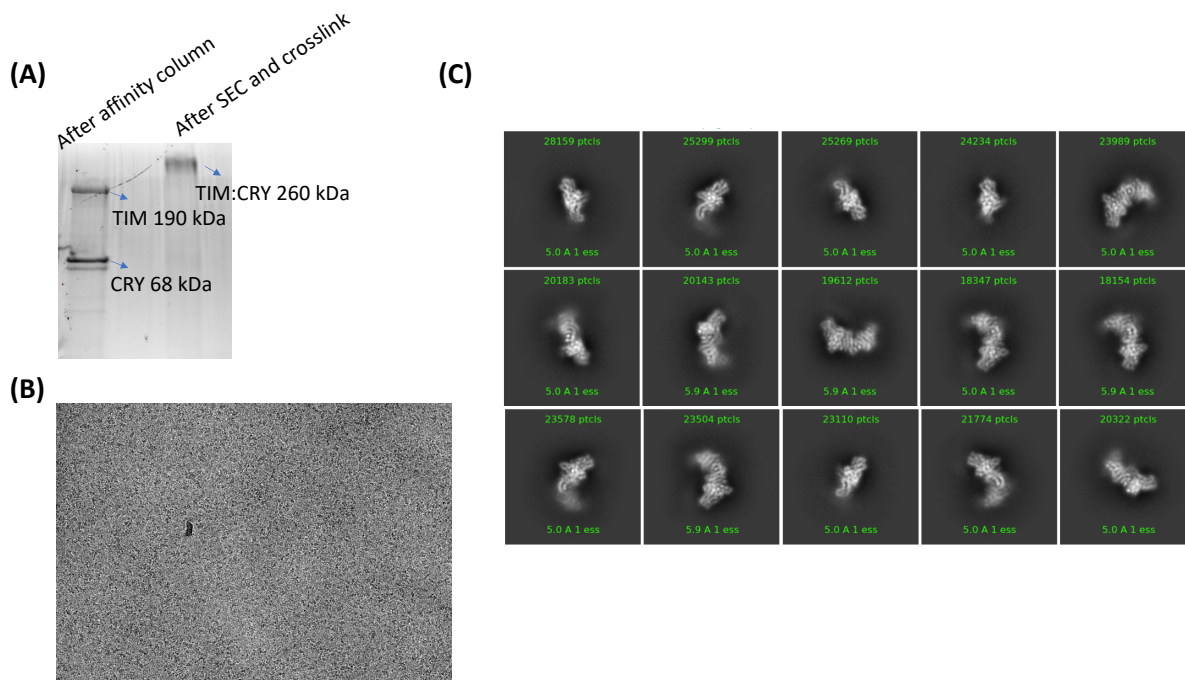 (A)
After affinity column
After SEC and crosslink
TIM:CRY 260 kDa
TIM 190 kDa
CRY 68 kDa
(B)
(C)
28159 ptcls
25299 ptcls
25269 ptcls
24234 ptcls
23989 ptcls
5.0 A 1 ess
5.0 A 1 ess
5.0 A 1 ess
5.0 A 1 ess
5.0 A 1 ess
20183 ptcls
20143 ptcls
19612 ptcls
18347 ptcls
18154 ptcls
5.0 A 1 ess
5.9 A 1 ess
5.9 A 1 ess
5.0 A 1 ess
5.9 A 1 ess
23578 ptcls
23504 ptcls
23110 ptcls
21774 ptcls
20322 ptcls
5.0 A 1 ess
5.9 A 1 ess
5.0 A 1 ess
5.0 A 1 ess
5.0 A 1 ess